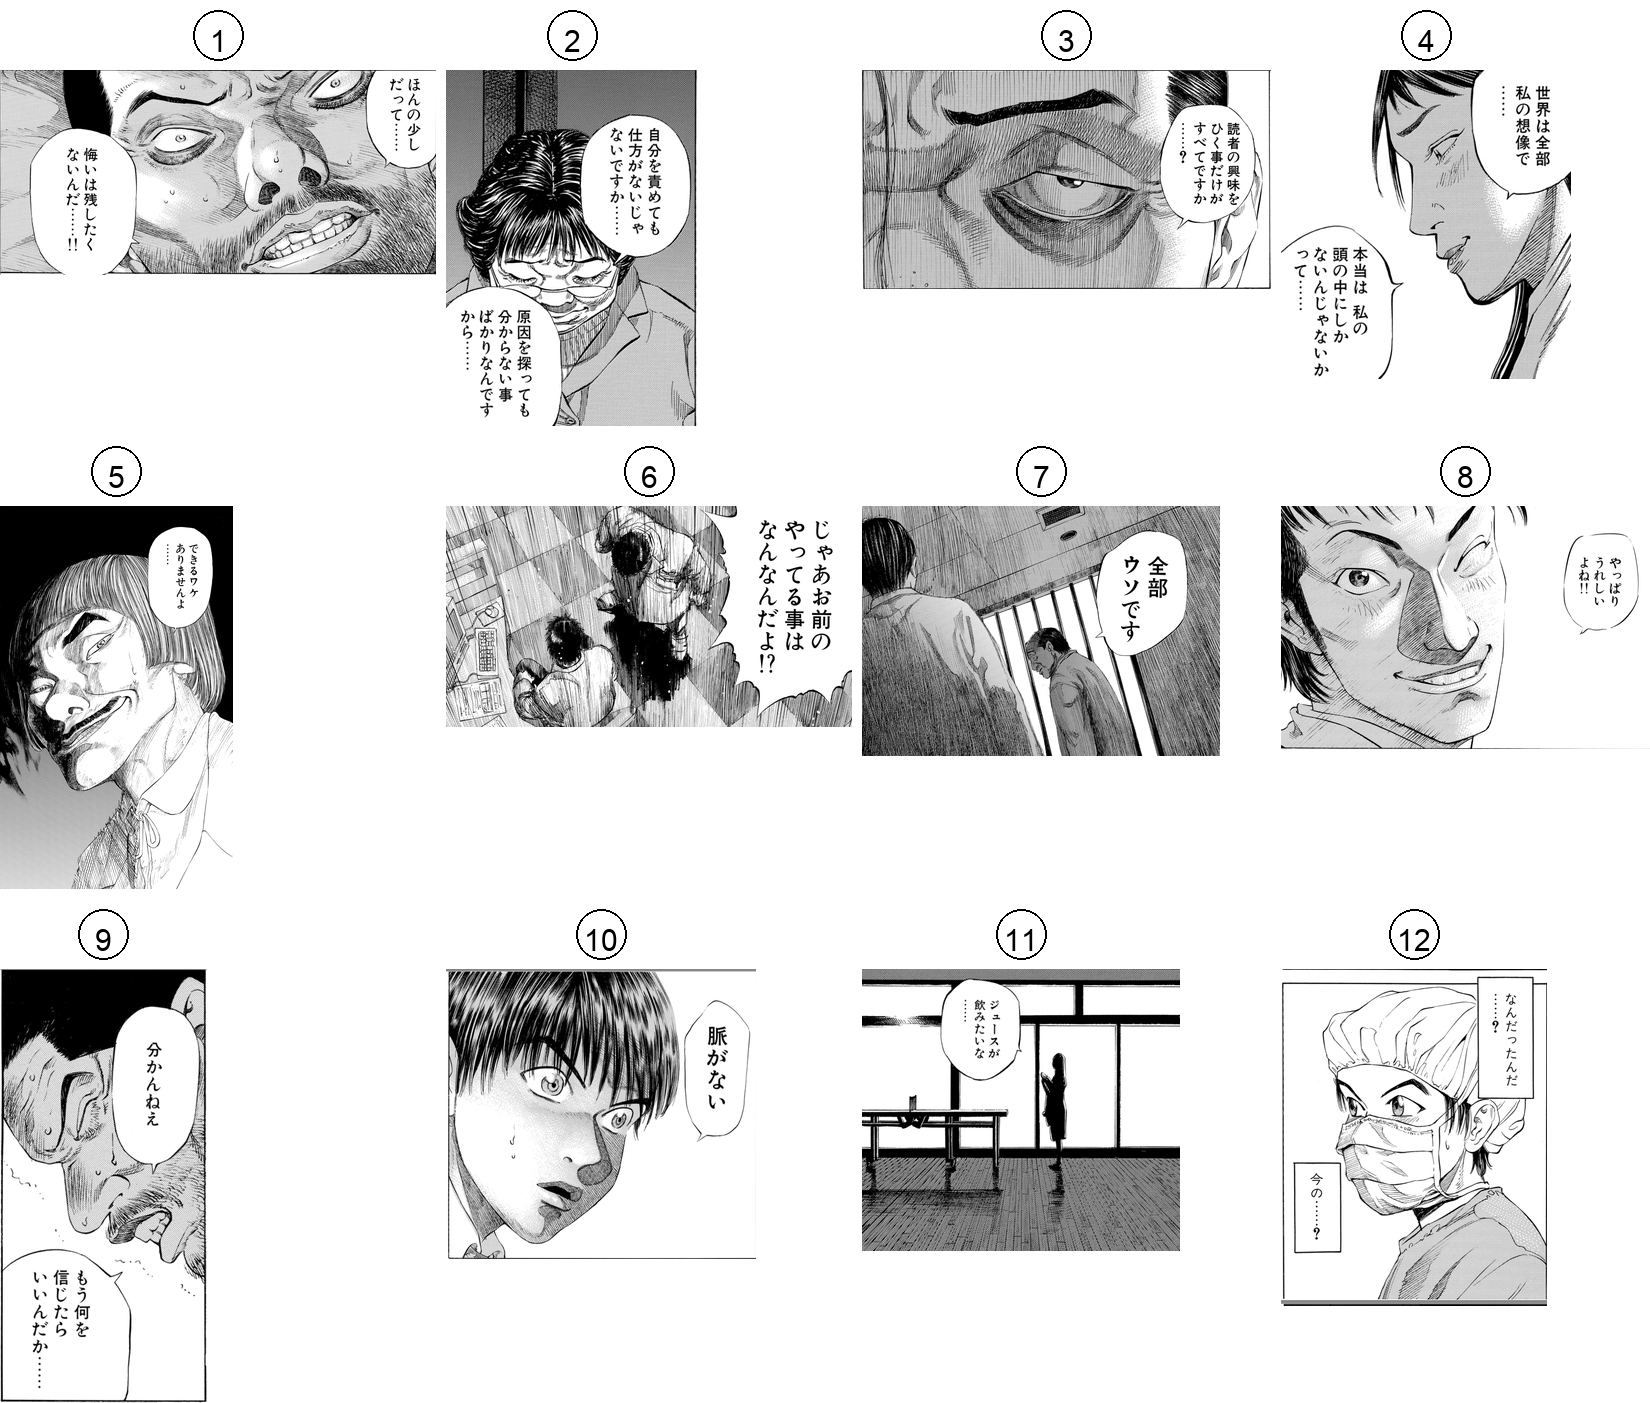 1
ほんの少し
だって……
悔いは残したく
ないんだ……!!
2
自分を責めても
仕方がないじゃ
ないですか……
原因を探っても
分からない事
ばかりなんです
から……
3
読者の興味を
ひく事だけが
すべてですか
……?
4
世界は全部
私の想像で
……
本当は 私の
頭の中にしか
ないんじゃないか
って……
5
できるワケ
ありませんよ
……
6
じゃあお前の
やってる事は
なんなんだよ!?
7
全部
ウソです
8
やっぱり
うれしい
よね!!
9
分かんねえ
もう何を
信じたら
いいんだか……
10
脈がない
11
ジュースが
飲みたいな
……
12
なんだったんだ
……?
今の……?